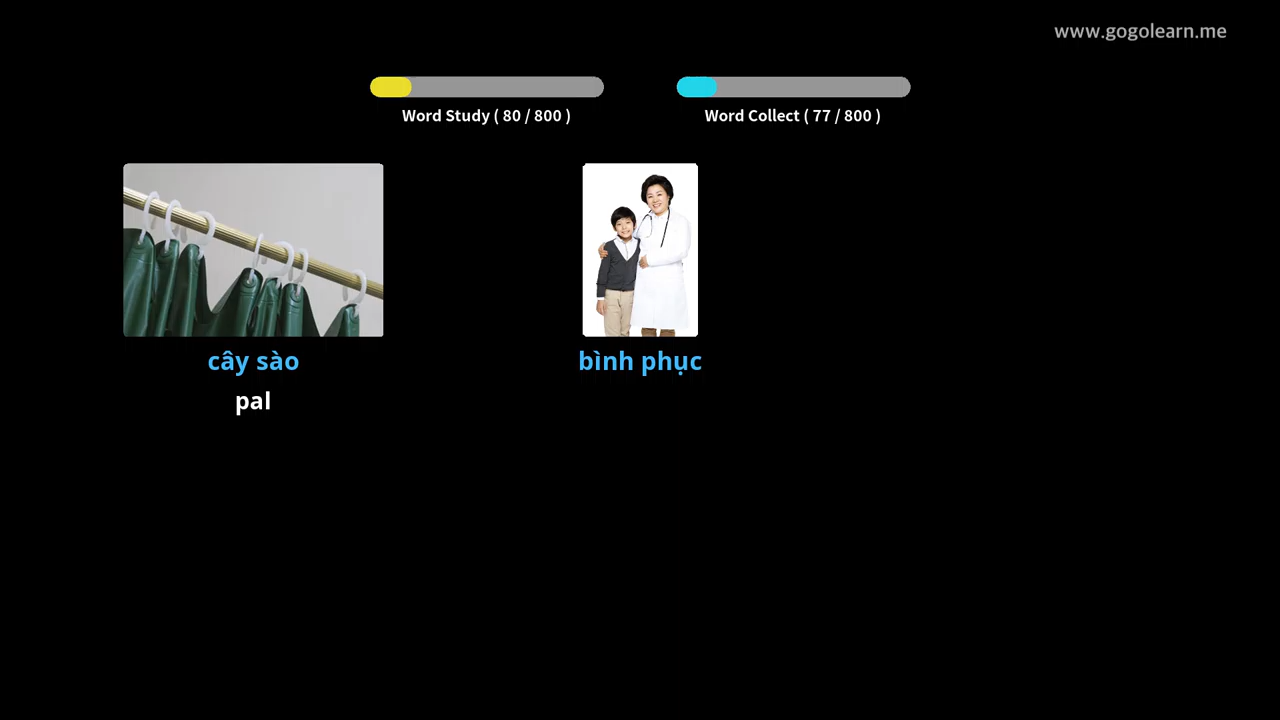 www.gogolearn.me
Word Study ( 80 / 800 )
Word Collect ( 77 / 800 )
cây sào
pal
bình phục